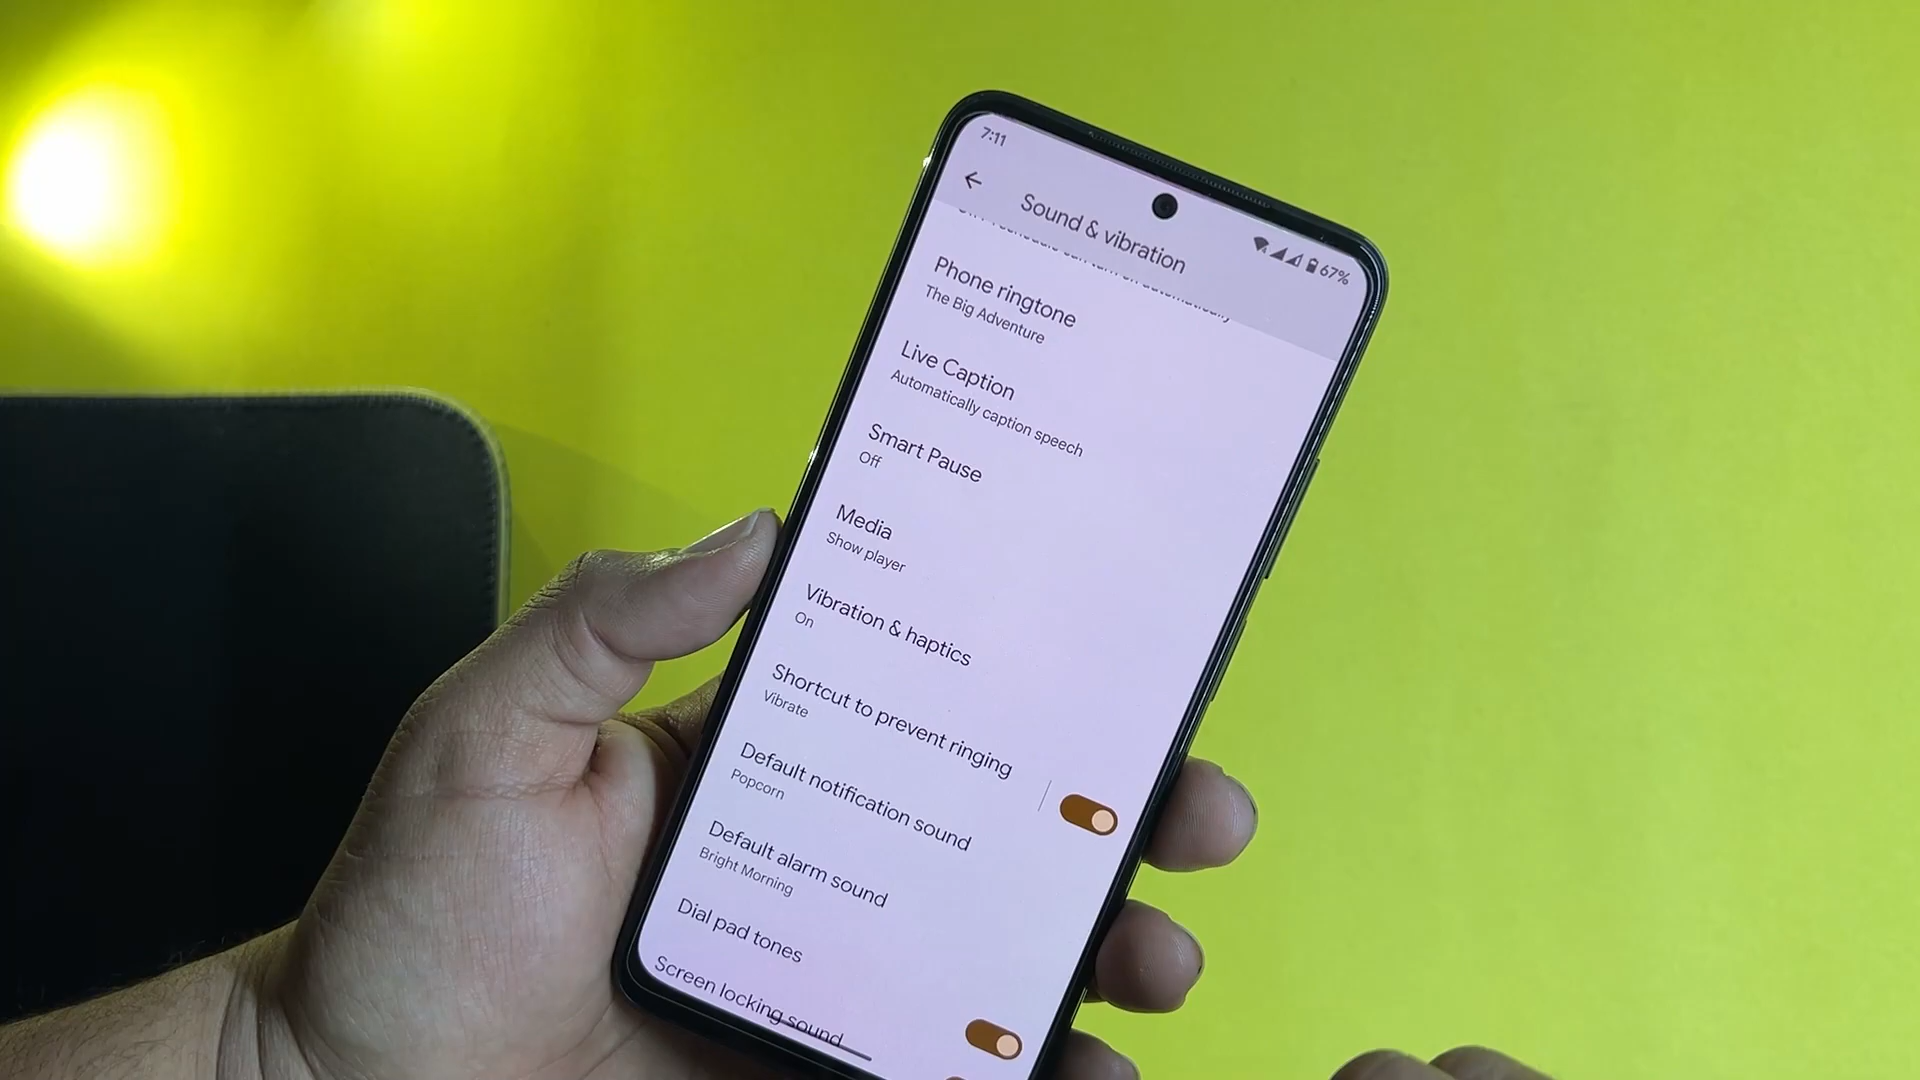 7:11
67%
Sound & vibration
automatically
Phone ringtone
The Big Adventure
Live Caption
Automatically caption speech
Smart Pause
Off
Media
Show player
Vibration & haptics
On
Shortcut to prevent ringing
Vibrate
Default notification sound
Popcorn
Default alarm sound
Bright Morning
Dial pad tones
Screen locking sound